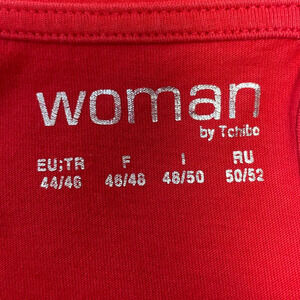 woman
by Tchibo
EU;TR F I RU
44/46 46/48 48/50 50/52